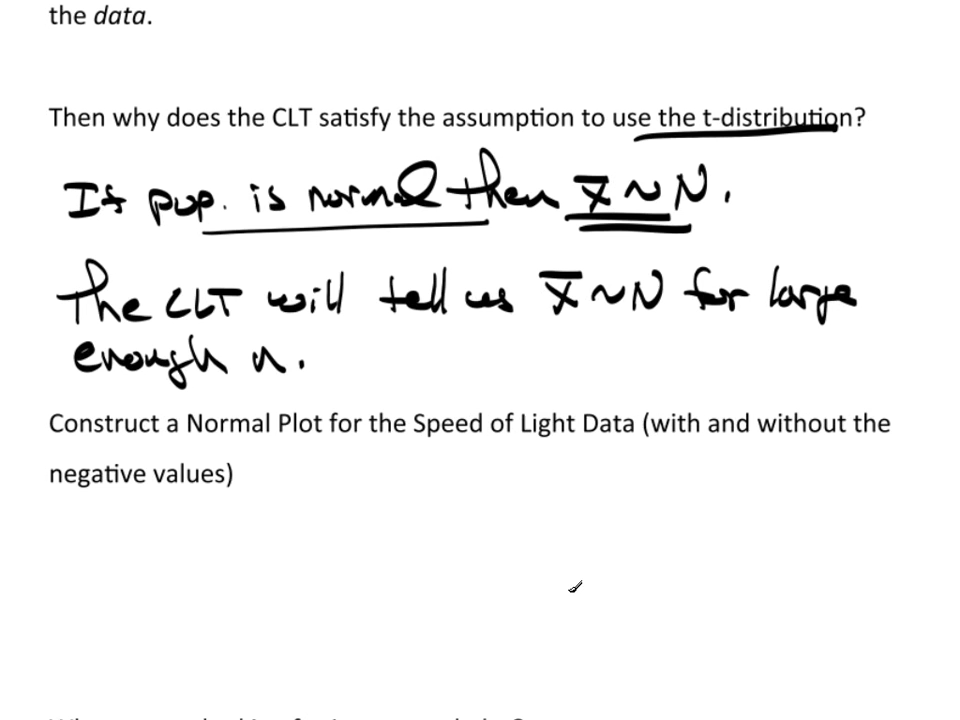 the data.
Then why does the CLT satisfy the assumption to use the t-distribution?
If pop. is normal then X̄ ~ N.
The CLT will tell us X̄ ~ N for large
enough n.
Construct a Normal Plot for the Speed of Light Data (with and without the
negative values)